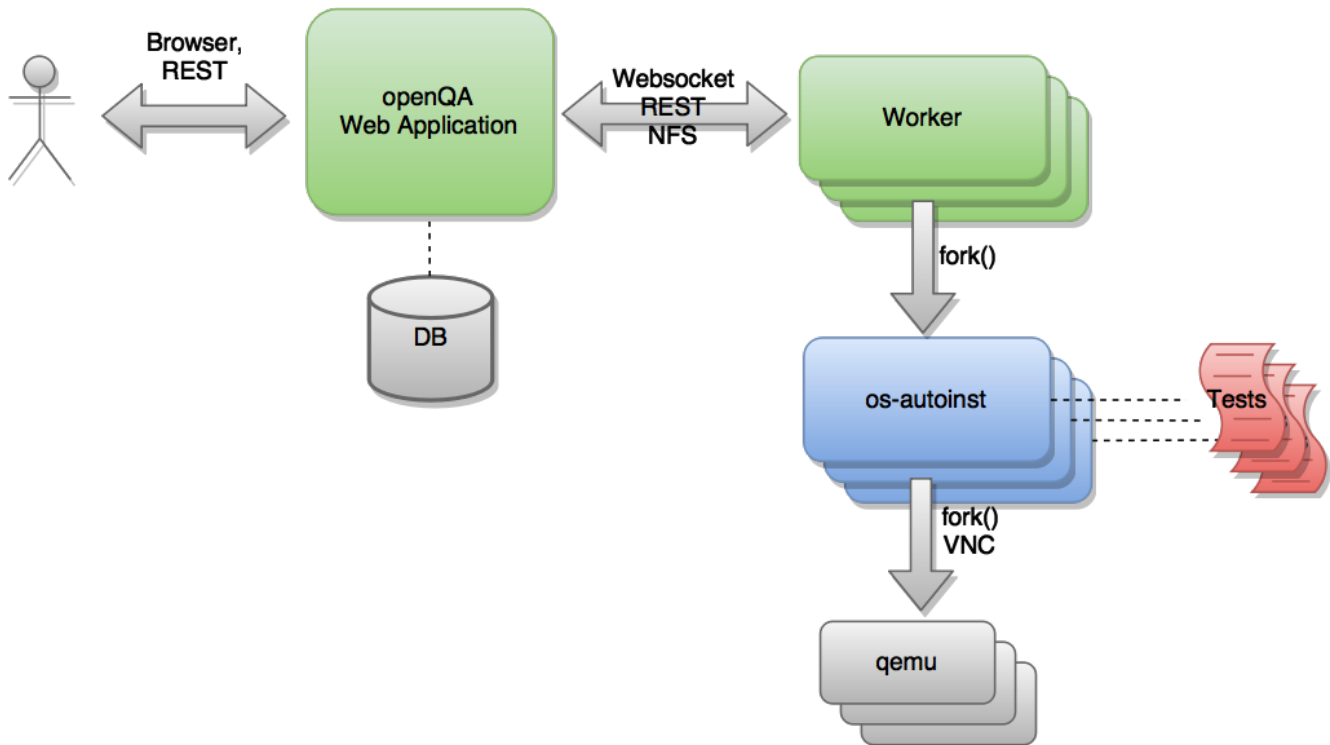 Browser,
REST
openQA
Web Application
Websocket
REST
NFS
Worker
fork()
DB
os-autoinst
Tests
fork()
VNC
qemu